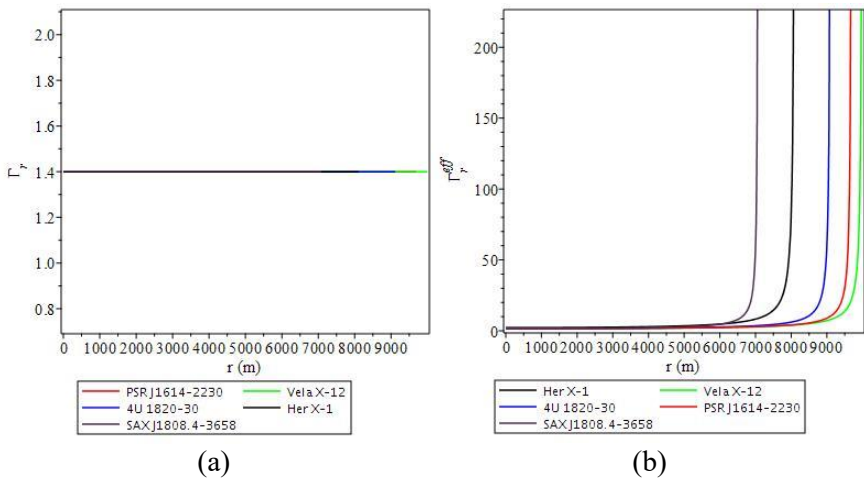 2.0
1.8
1.6
Γr
1.4
1.2
1.0
0.8
0 1000 2000 3000 4000 5000 6000 7000 8000 9000
r (m)
PSR J1614-2230 Vela X-12
4U 1820-30 Her X-1
SAX J1808.4-3658
(a)
200
150
Γr^eff
100
50
0
0 1000 2000 3000 4000 5000 6000 7000 8000 9000
r (m)
Her X-1 Vela X-12
4U 1820-30 PSR J1614-2230
SAX J1808.4-3658
(b)